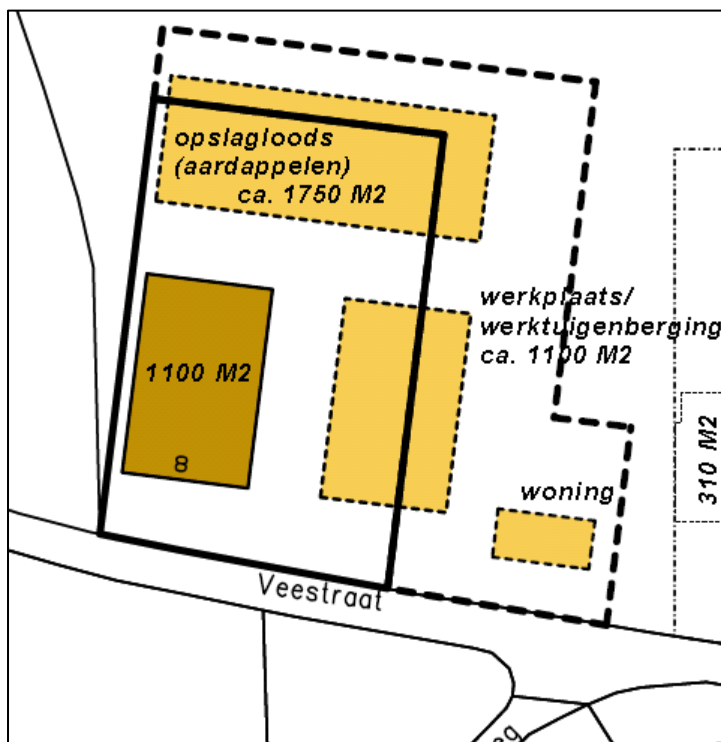 opslagloods
(aardappelen)
ca. 1750 M2
werkplaats/
werktuigenberging
ca. 1100 M2
1100 M2
8
310 M2
woning
Veestraat